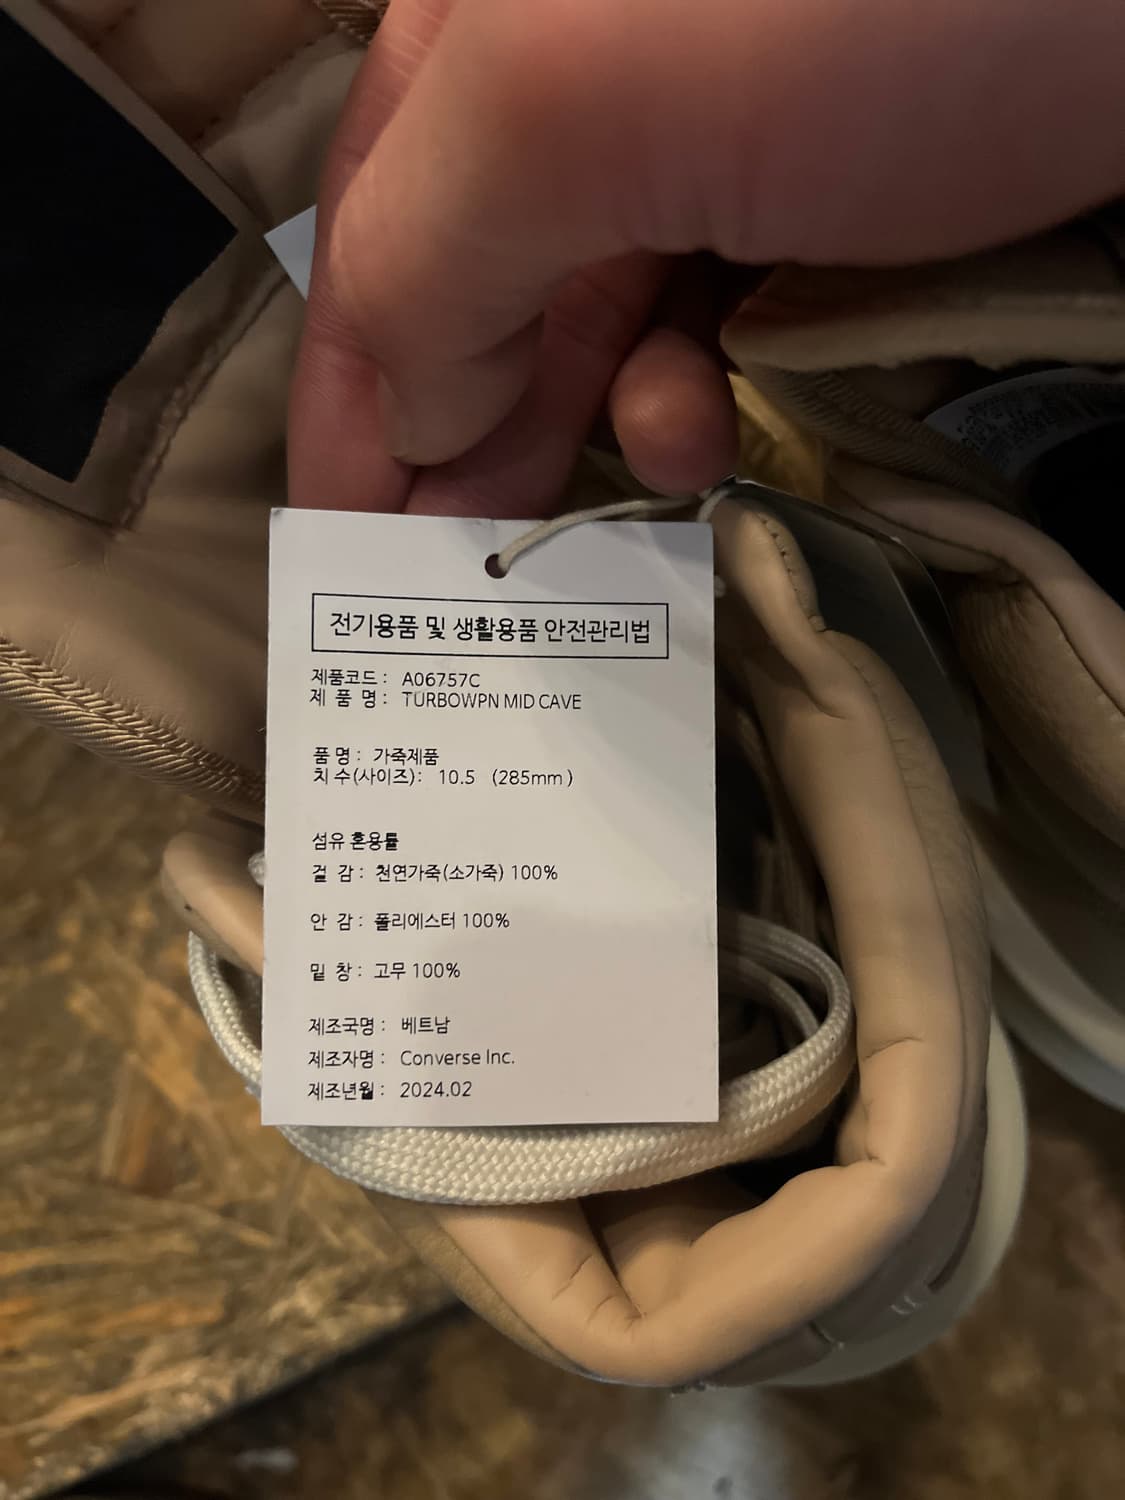 전기용품 및 생활용품 안전관리법
제품코드 : A06757C
제 품 명 : TURBOWPN MID CAVE
품 명 : 가죽제품
치 수(사이즈) : 10.5 (285mm )
섬유 혼용률
겉 감 : 천연가죽(소가죽) 100%
안 감 : 폴리에스터 100%
밑 창 : 고무 100%
제조국명 : 베트남
제조자명 : Converse Inc.
제조년월 : 2024.02